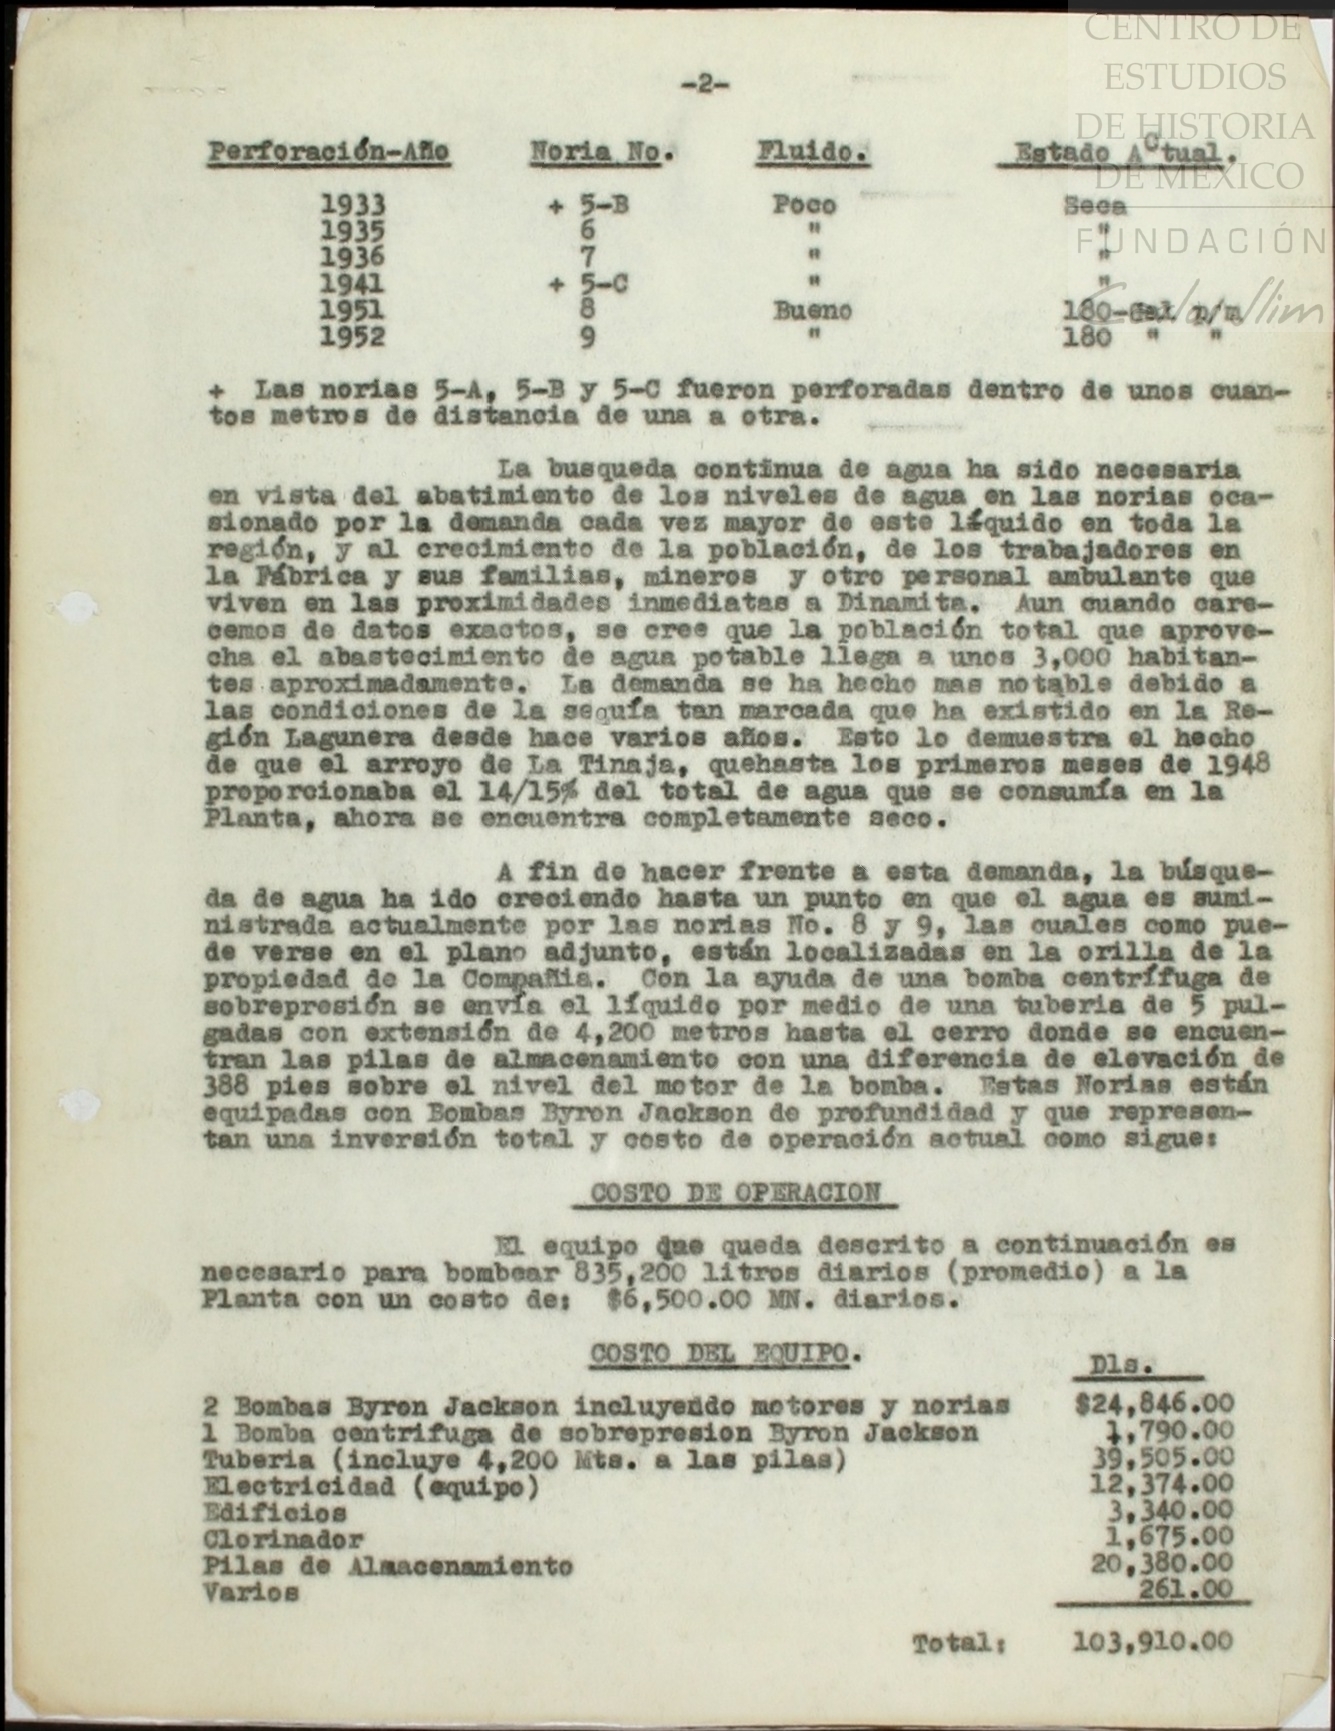 CENTRO DE
ESTUDIOS
DE HISTORIA
DE MEXICO
FUNDACIÓN
Carlos Slim
-2-
Perforación-Año Noria No. Fluido. Estado Actual.
1933 + 5-B Poco Seca
1935 6 " "
1936 7 " "
1941 + 5-C " "
1951 8 Bueno 180-Gal. p/m
1952 9 " 180 " "
+ Las norias 5-A, 5-B y 5-C fueron perforadas dentro de unos cuan-
tos metros de distancia de una a otra.
La busqueda contínua de agua ha sido necesaria
en vista del abatimiento de los niveles de agua en las norias oca-
sionado por la demanda cada vez mayor de este líquido en toda la
región, y al crecimiento de la población, de los trabajadores en
la Fábrica y sus familias, mineros y otro personal ambulante que
viven en las proximidades inmediatas a Dinamita. Aun cuando care-
cemos de datos exactos, se cree que la población total que aprove-
cha el abastecimiento de agua potable llega a unos 3,000 habitan-
tes aproximadamente. La demanda se ha hecho mas notable debido a
las condiciones de la sequía tan marcada que ha existido en la Re-
gión Lagunera desde hace varios años. Esto lo demuestra el hecho
de que el arroyo de La Tinaja, quehasta los primeros meses de 1948
proporcionaba el 14/15% del total de agua que se consumía en la
Planta, ahora se encuentra completamente seco.
A fin de hacer frente a esta demanda, la búsque-
da de agua ha ido creciendo hasta un punto en que el agua es sumi-
nistrada actualmente por las norias No. 8 y 9, las cuales como pue-
de verse en el plano adjunto, están localizadas en la orilla de la
propiedad de la Compañia. Con la ayuda de una bomba centrífuga de
sobrepresión se envía el líquido por medio de una tuberia de 5 pul-
gadas con extensión de 4,200 metros hasta el cerro donde se encuen-
tran las pilas de almacenamiento con una diferencia de elevación de
388 pies sobre el nivel del motor de la bomba. Estas Norias están
equipadas con Bombas Byron Jackson de profundidad y que represen-
tan una inversión total y costo de operación actual como sigue:
COSTO DE OPERACION
El equipo que queda descrito a continuación es
necesario para bombear 835,200 litros diarios (promedio) a la
Planta con un costo de: $6,500.00 MN. diarios.
COSTO DEL EQUIPO. Dls.
2 Bombas Byron Jackson incluyendo motores y norias $24,846.00
1 Bomba centrifuga de sobrepresion Byron Jackson 1,790.00
Tuberia (incluye 4,200 Mts. a las pilas) 39,505.00
Electricidad (equipo) 12,374.00
Edificios 3,340.00
Clorinador 1,675.00
Pilas de Almacenamiento 20,380.00
Varios 261.00
Total: 103,910.00